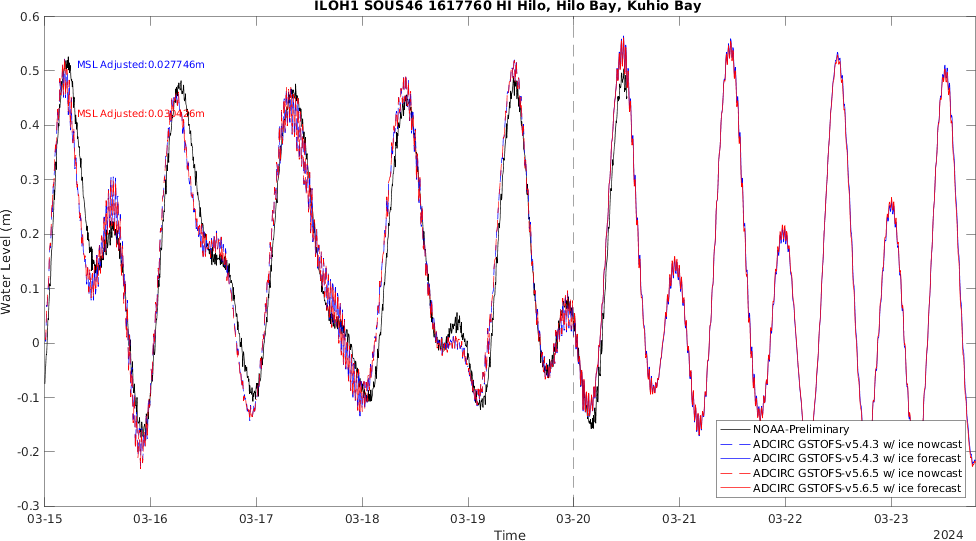 ILOH1 SOUS46 1617760 HI Hilo, Hilo Bay, Kuhio Bay
0.6
0.5
0.4
0.3
0.2
0.1
0
-0.1
-0.2
-0.3
Water Level (m)
MSL Adjusted:0.027746m
MSL Adjusted:0.030426m
NOAA-Preliminary
ADCIRC GSTOFS-v5.4.3 w/ ice nowcast
ADCIRC GSTOFS-v5.4.3 w/ ice forecast
ADCIRC GSTOFS-v5.6.5 w/ ice nowcast
ADCIRC GSTOFS-v5.6.5 w/ ice forecast
03-15 03-16 03-17 03-18 03-19 03-20 03-21 03-22 03-23
Time
2024